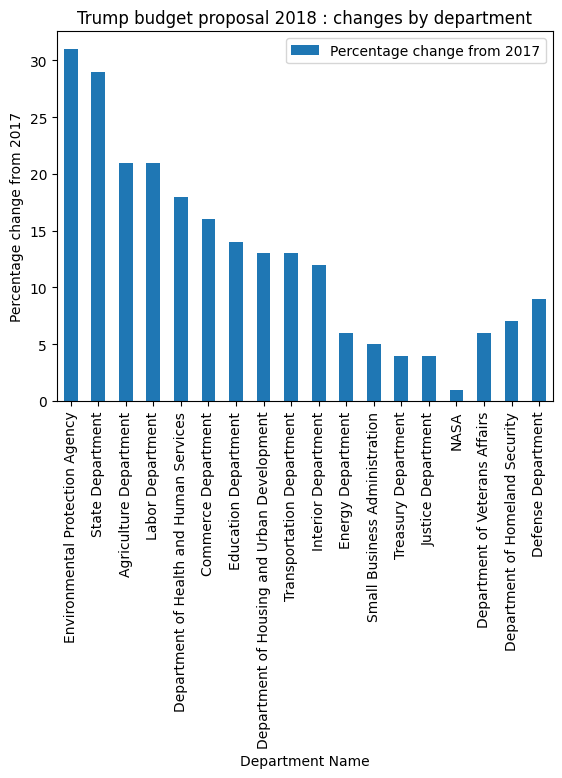 Trump budget proposal 2018 : changes by department
Percentage change from 2017
Percentage change from 2017
30
25
20
15
10
5
0
Environmental Protection Agency
State Department
Agriculture Department
Labor Department
Department of Health and Human Services
Commerce Department
Education Department
Department of Housing and Urban Development
Transportation Department
Interior Department
Energy Department
Small Business Administration
Treasury Department
Justice Department
NASA
Department of Veterans Affairs
Department of Homeland Security
Defense Department
Department Name